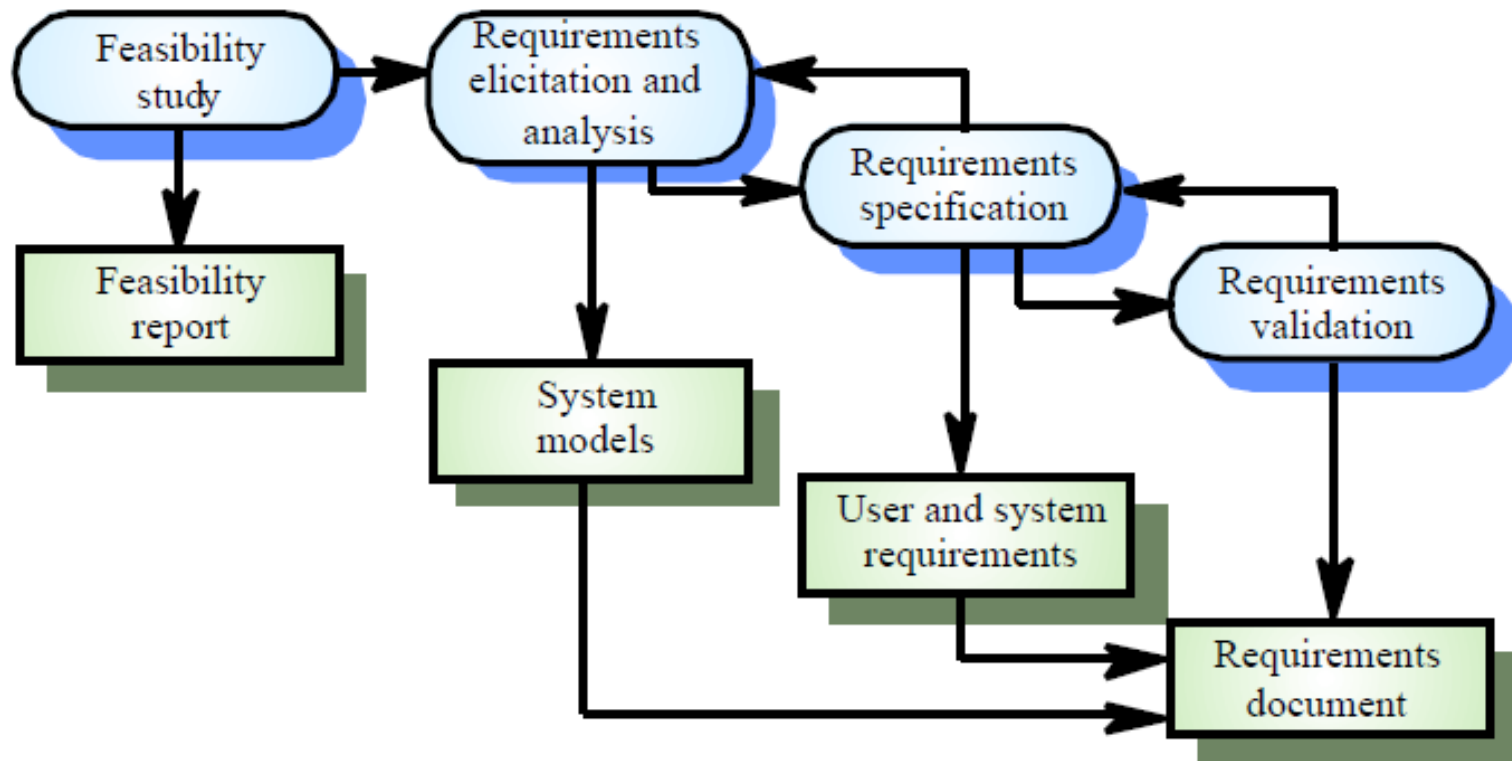 Feasibility
study
Requirements
elicitation and
analysis
Requirements
specification
Requirements
validation
Feasibility
report
System
models
User and system
requirements
Requirements
document